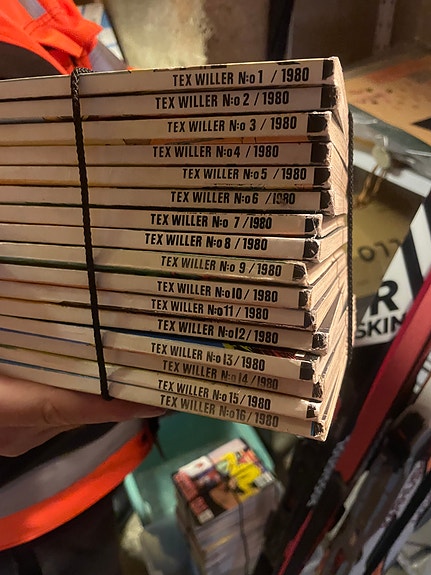 TEX WILLER N:o 1 / 1980
TEX WILLER N:o 2 / 1980
TEX WILLER N:o 3 / 1980
TEX WILLER N:o 4 / 1980
TEX WILLER N:o 5 / 1980
TEX WILLER N:o 6 / 1980
TEX WILLER N:o 7 / 1980
TEX WILLER N:o 8 / 1980
TEX WILLER N:o 9 / 1980
TEX WILLER N:o 10 / 1980
TEX WILLER N:o 11 / 1980
TEX WILLER N:o 12 / 1980
TEX WILLER N:o 13 / 1980
TEX WILLER N:o 14 / 1980
TEX WILLER N:o 15 / 1980
TEX WILLER N:o 16 / 1980
R
SKIN